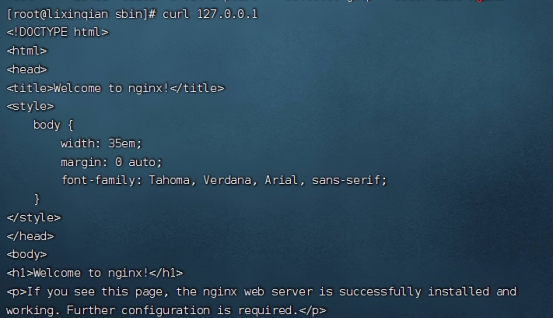 [root@lixinqian sbin]# curl 127.0.0.1
<!DOCTYPE html>
<html>
<head>
<title>Welcome to nginx!</title>
<style>
    body {
        width: 35em;
        margin: 0 auto;
        font-family: Tahoma, Verdana, Arial, sans-serif;
    }
</style>
</head>
<body>
<h1>Welcome to nginx!</h1>
<p>If you see this page, the nginx web server is successfully installed and
working. Further configuration is required.</p>